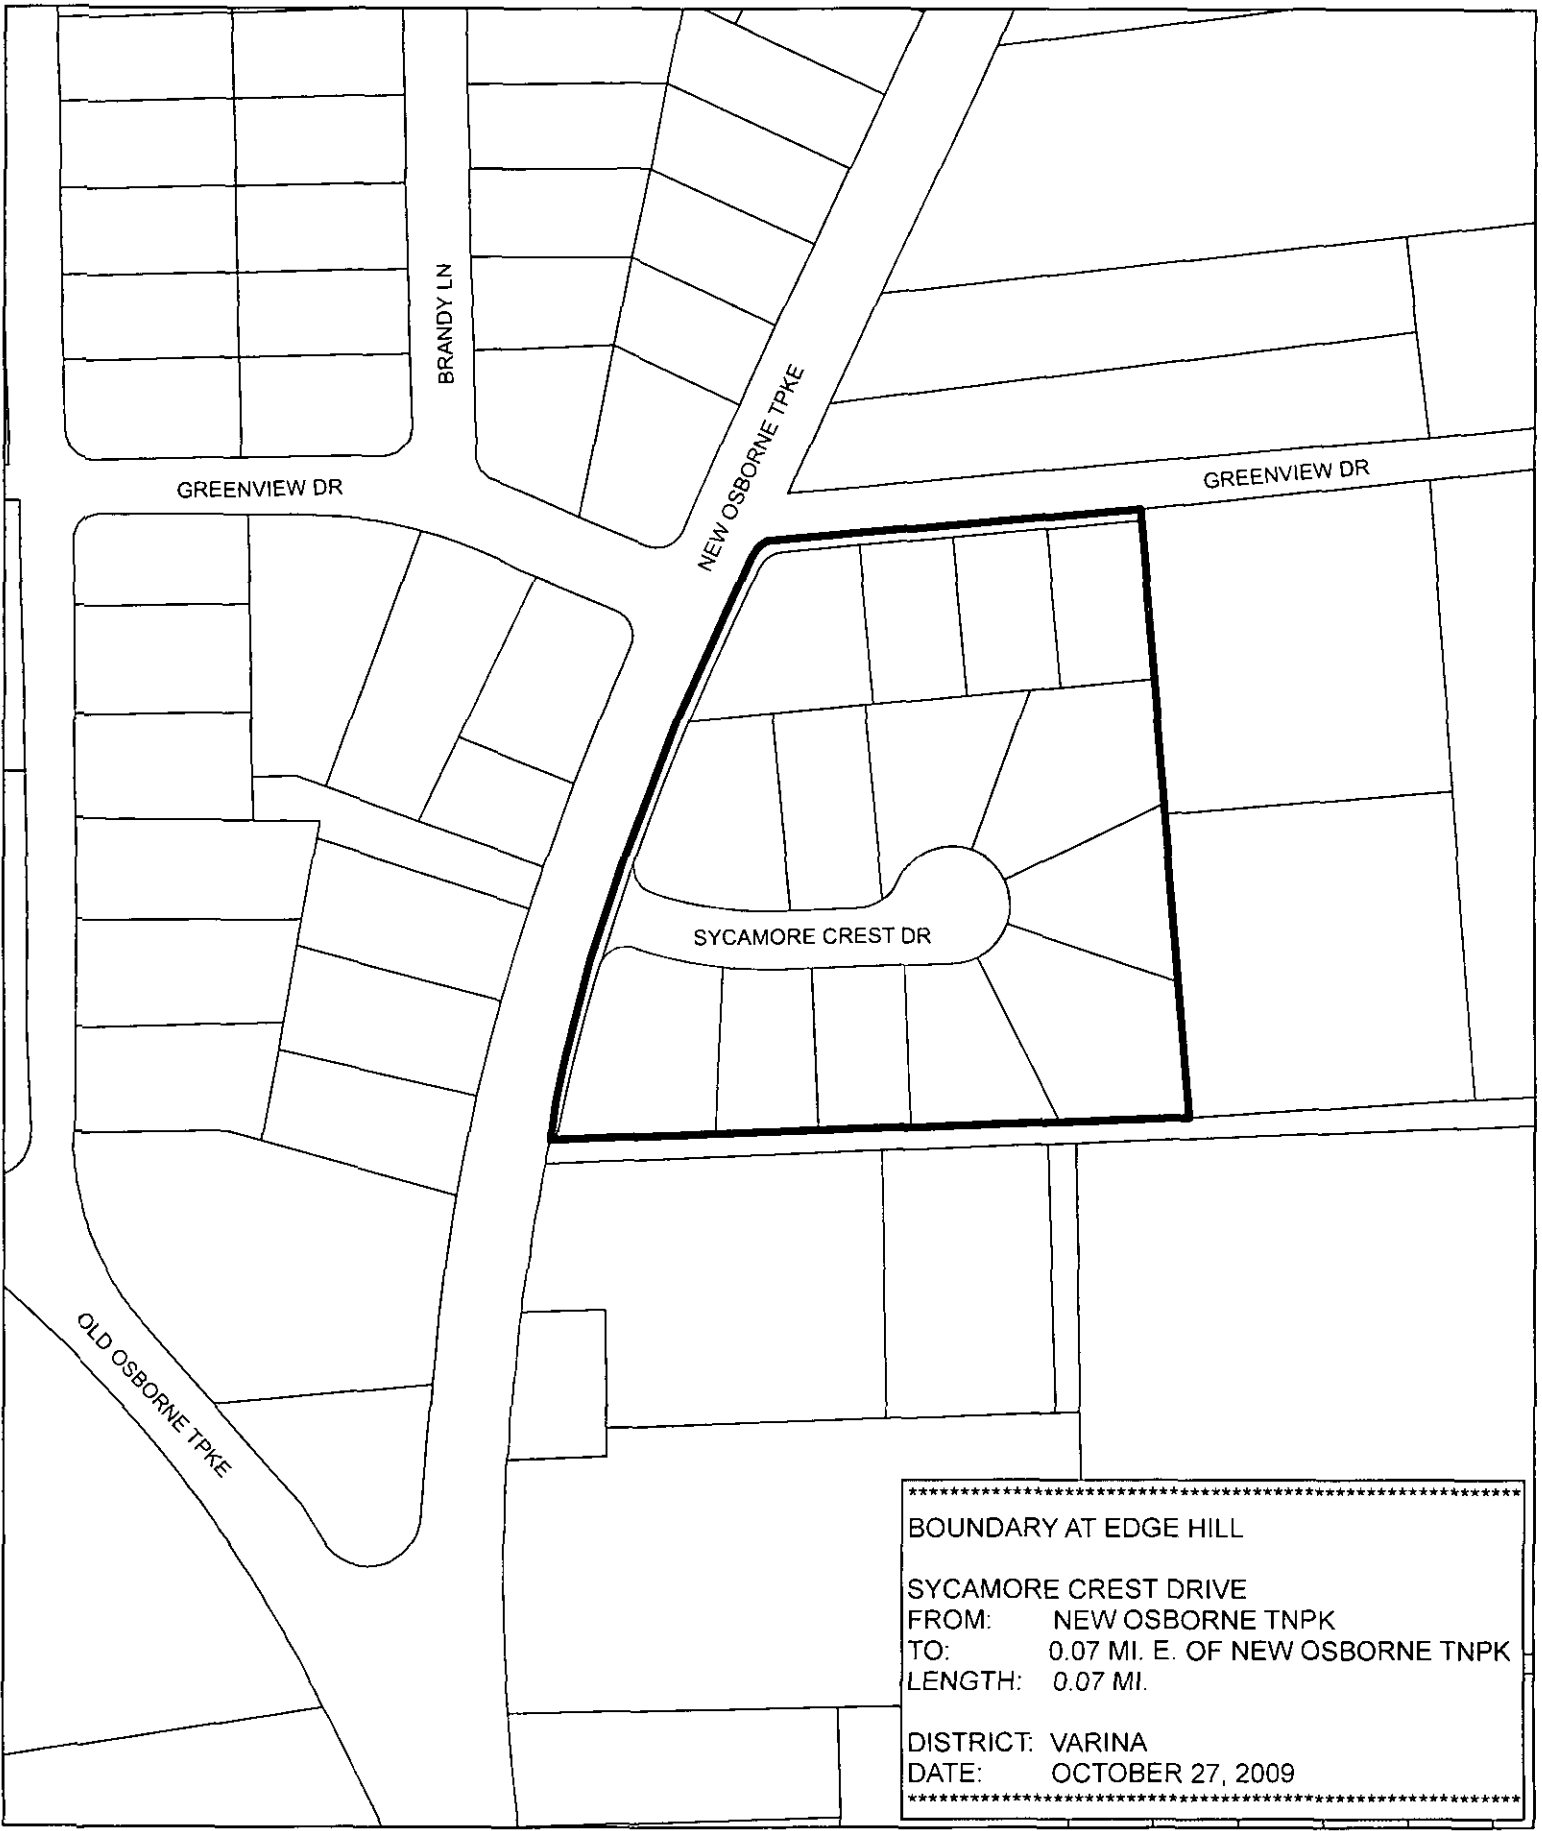 BRANDY LN
NEW OSBORNE TPKE
GREENVIEW DR
GREENVIEW DR
SYCAMORE CREST DR
OLD OSBORNE TPKE
************************************************************
BOUNDARY AT EDGE HILL
SYCAMORE CREST DRIVE
FROM: NEW OSBORNE TNPK
TO: 0.07 MI. E. OF NEW OSBORNE TNPK
LENGTH: 0.07 MI.
DISTRICT: VARINA
DATE: OCTOBER 27, 2009
************************************************************